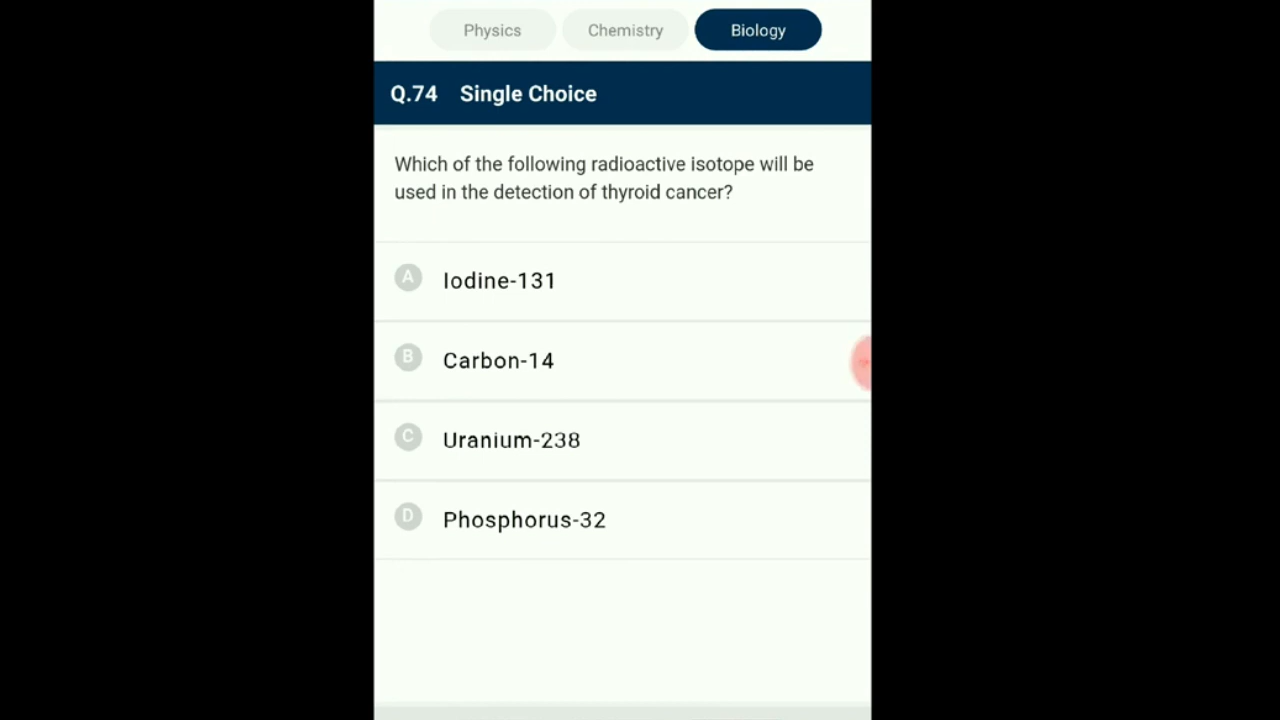 Physics Chemistry Biology
Q.74 Single Choice
Which of the following radioactive isotope will be
used in the detection of thyroid cancer?
A Iodine-131
B Carbon-14
C Uranium-238
D Phosphorus-32